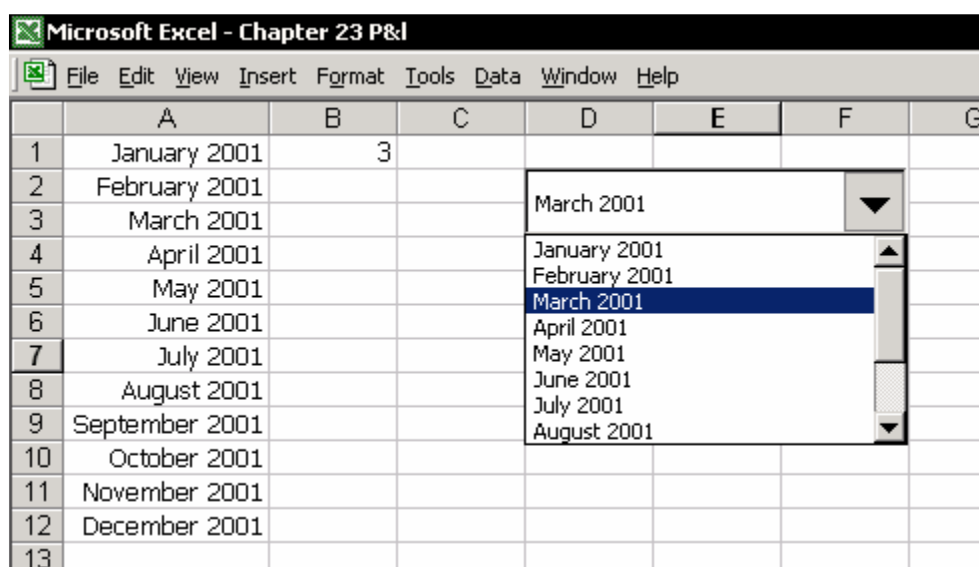 Microsoft Excel - Chapter 23 P&l
File Edit View Insert Format Tools Data Window Help
A B C D E F G
1 January 2001 3
2 February 2001
3 March 2001
4 April 2001
5 May 2001
6 June 2001
7 July 2001
8 August 2001
9 September 2001
10 October 2001
11 November 2001
12 December 2001
13
March 2001
January 2001
February 2001
March 2001
April 2001
May 2001
June 2001
July 2001
August 2001